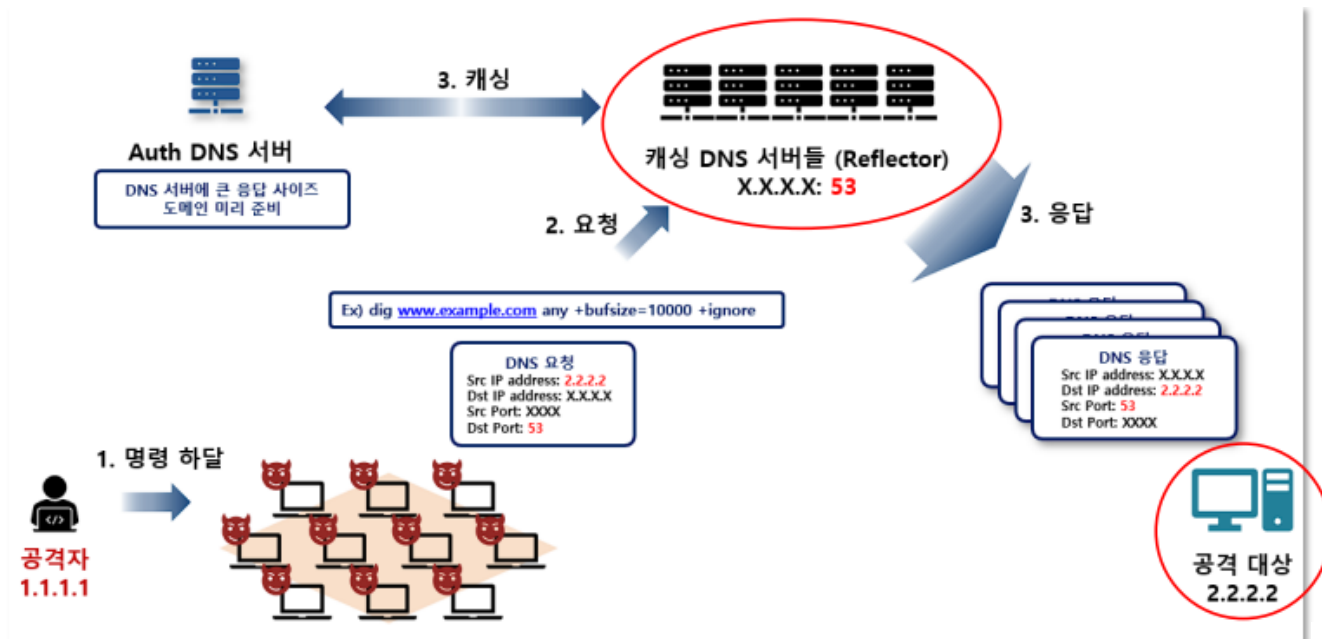 3. 캐싱
Auth DNS 서버
DNS 서버에 큰 응답 사이즈
도메인 미리 준비
캐싱 DNS 서버들 (Reflector)
X.X.X.X: 53
2. 요청
3. 응답
Ex) dig www.example.com any +bufsize=10000 +ignore
DNS 요청
Src IP address: 2.2.2.2
Dst IP address: X.X.X.X
Src Port: XXXX
Dst Port: 53
DNS 응답
Src IP address: X.X.X.X
Dst IP address: 2.2.2.2
Src Port: 53
Dst Port: XXXX
1. 명령 하달
</>
공격자
1.1.1.1
공격 대상
2.2.2.2